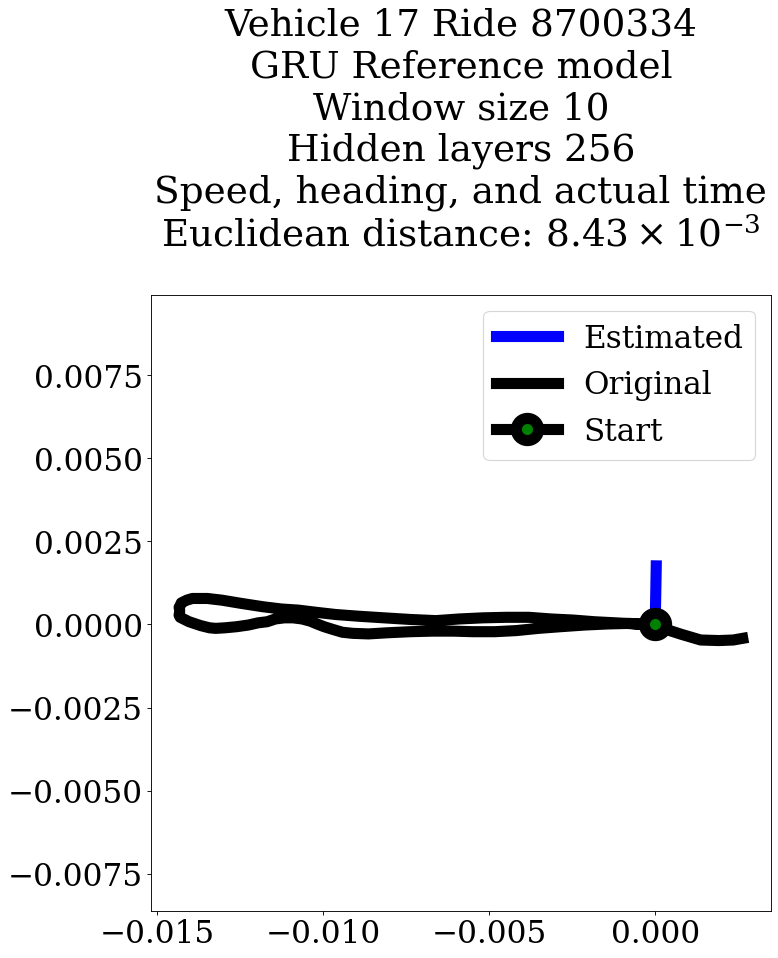 Vehicle 17 Ride 8700334
GRU Reference model
Window size 10
Hidden layers 256
Speed, heading, and actual time
Euclidean distance: 8.43 × 10⁻³
Estimated
Original
Start
0.0075
0.0050
0.0025
0.0000
−0.0025
−0.0050
−0.0075
−0.015 −0.010 −0.005 0.000